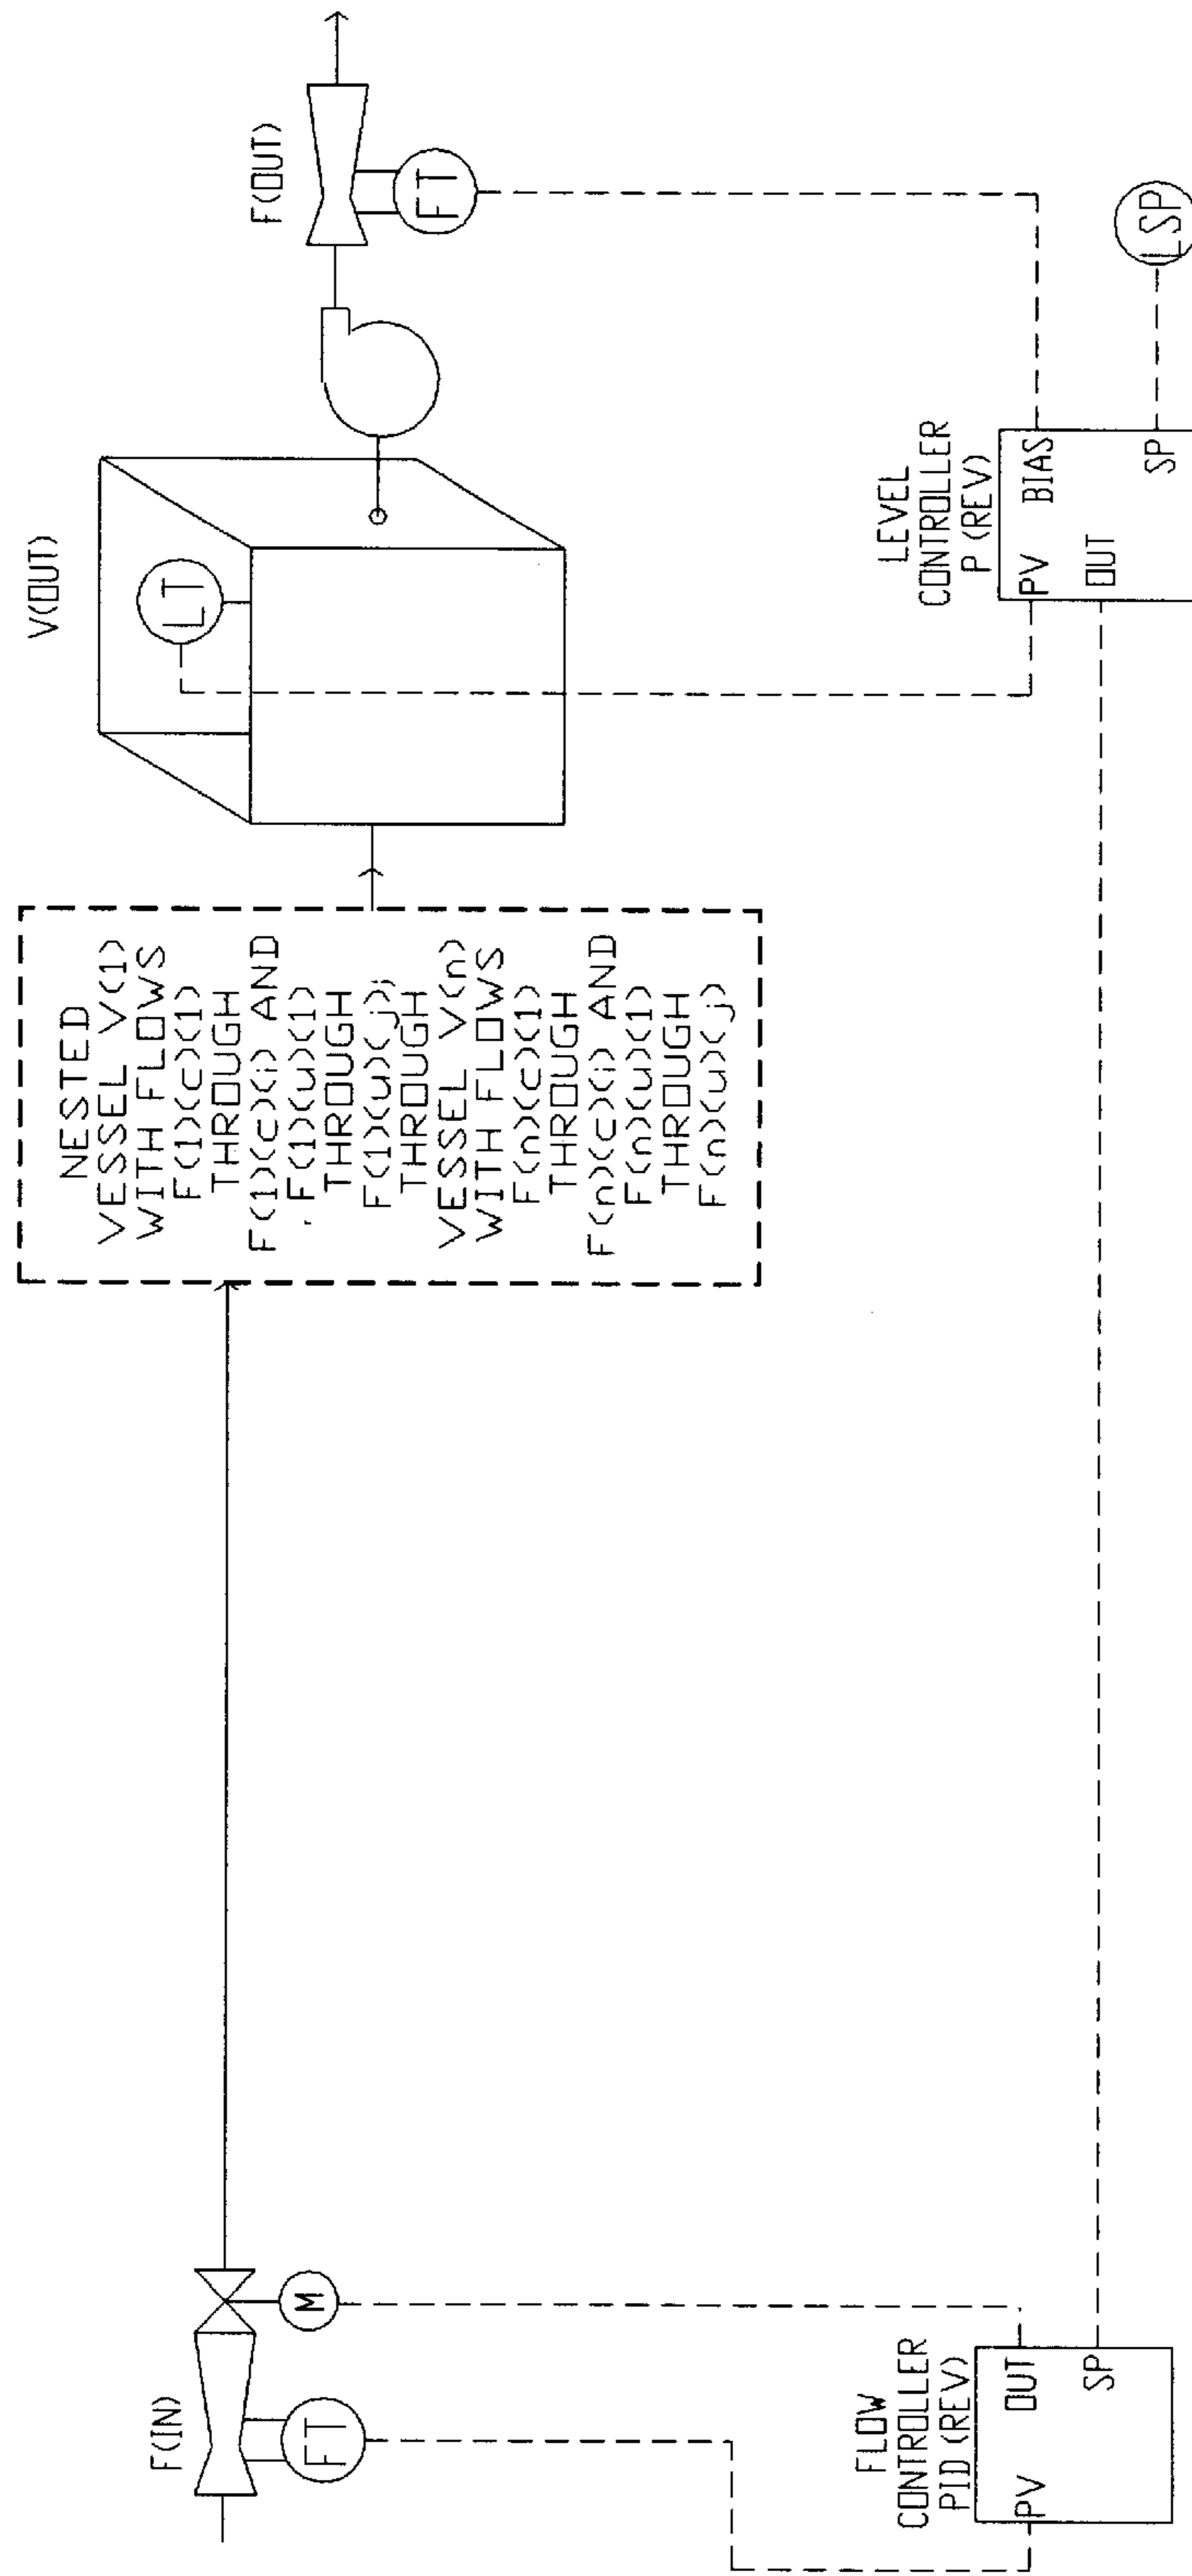 F(IN)
FT
M
FLOW
CONTROLLER
PID (REV)
PV
OUT
SP
NESTED
VESSEL V(1)
WITH FLOWS
F(1)(c)(1)
THROUGH
F(1)(c)(i) AND
F(1)(u)(1)
THROUGH
F(1)(u)(j);
THROUGH
VESSEL V(n)
WITH FLOWS
F(n)(c)(1)
THROUGH
F(n)(c)(i) AND
F(n)(u)(1)
THROUGH
F(n)(u)(j)
V(OUT)
LT
F(OUT)
FT
LEVEL
CONTROLLER
P (REV)
PV BIAS
OUT
SP
LSP